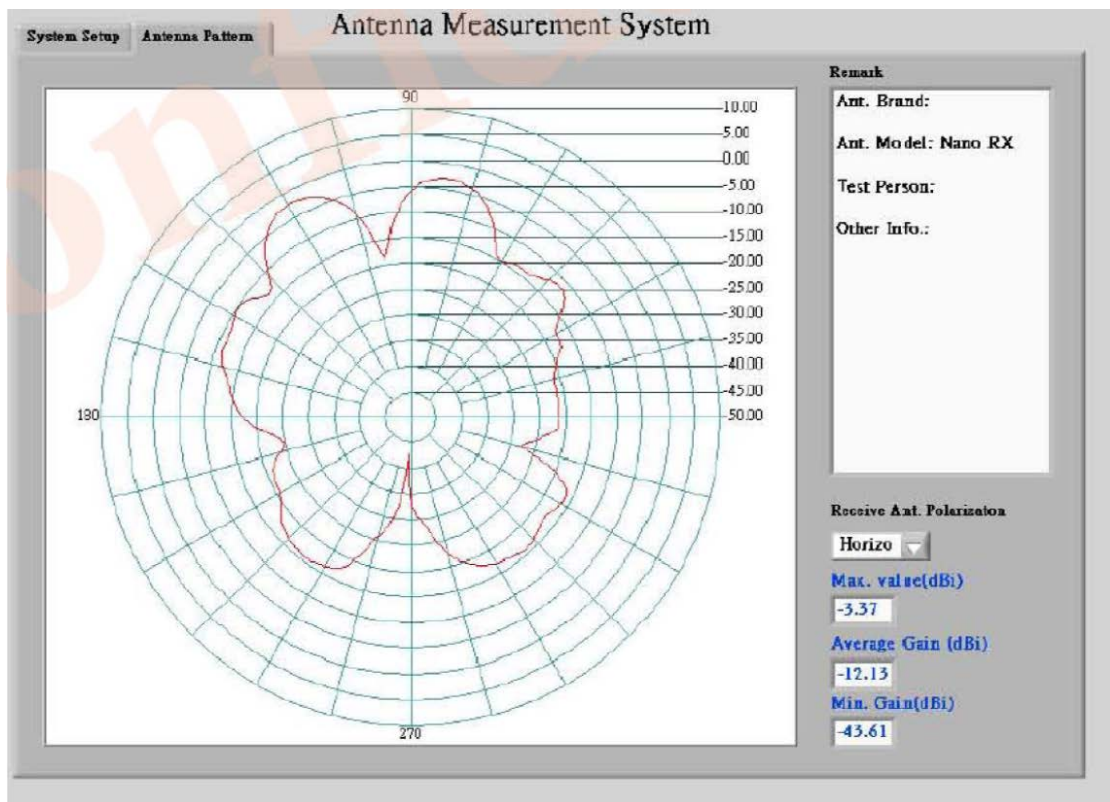 Antenna Measurement System
System Setup
Antenna Pattern
90
10.00
5.00
0.00
-5.00
-10.00
-15.00
-20.00
-25.00
-30.00
-35.00
-40.00
-45.00
-50.00
180
270
Remark
Ant. Brand:
Ant. Model: Nano RX
Test Person:
Other Info.:
Receive Ant. Polarizaton
Horizo
Max. value(dBi)
-3.37
Average Gain (dBi)
-12.13
Min. Gain(dBi)
-43.61